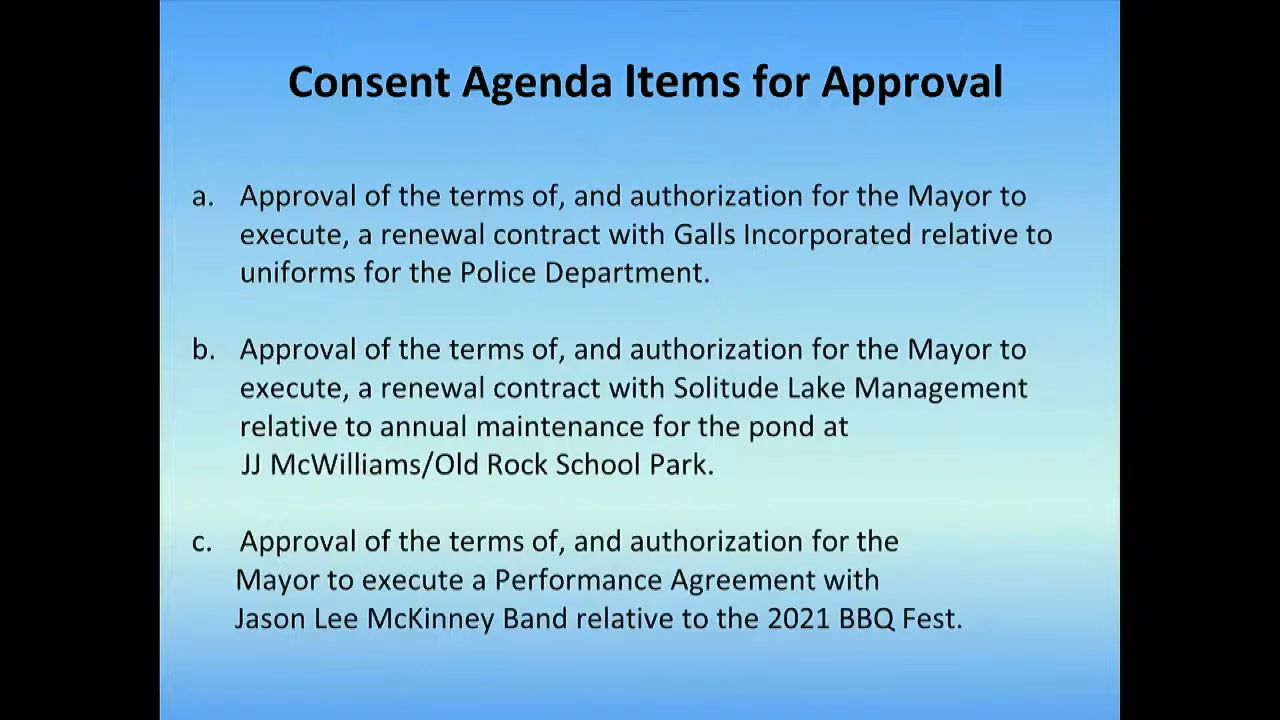 Consent Agenda Items for Approval
a. Approval of the terms of, and authorization for the Mayor to
execute, a renewal contract with Galls Incorporated relative to
uniforms for the Police Department.
b. Approval of the terms of, and authorization for the Mayor to
execute, a renewal contract with Solitude Lake Management
relative to annual maintenance for the pond at
JJ McWilliams/Old Rock School Park.
c. Approval of the terms of, and authorization for the
Mayor to execute a Performance Agreement with
Jason Lee McKinney Band relative to the 2021 BBQ Fest.